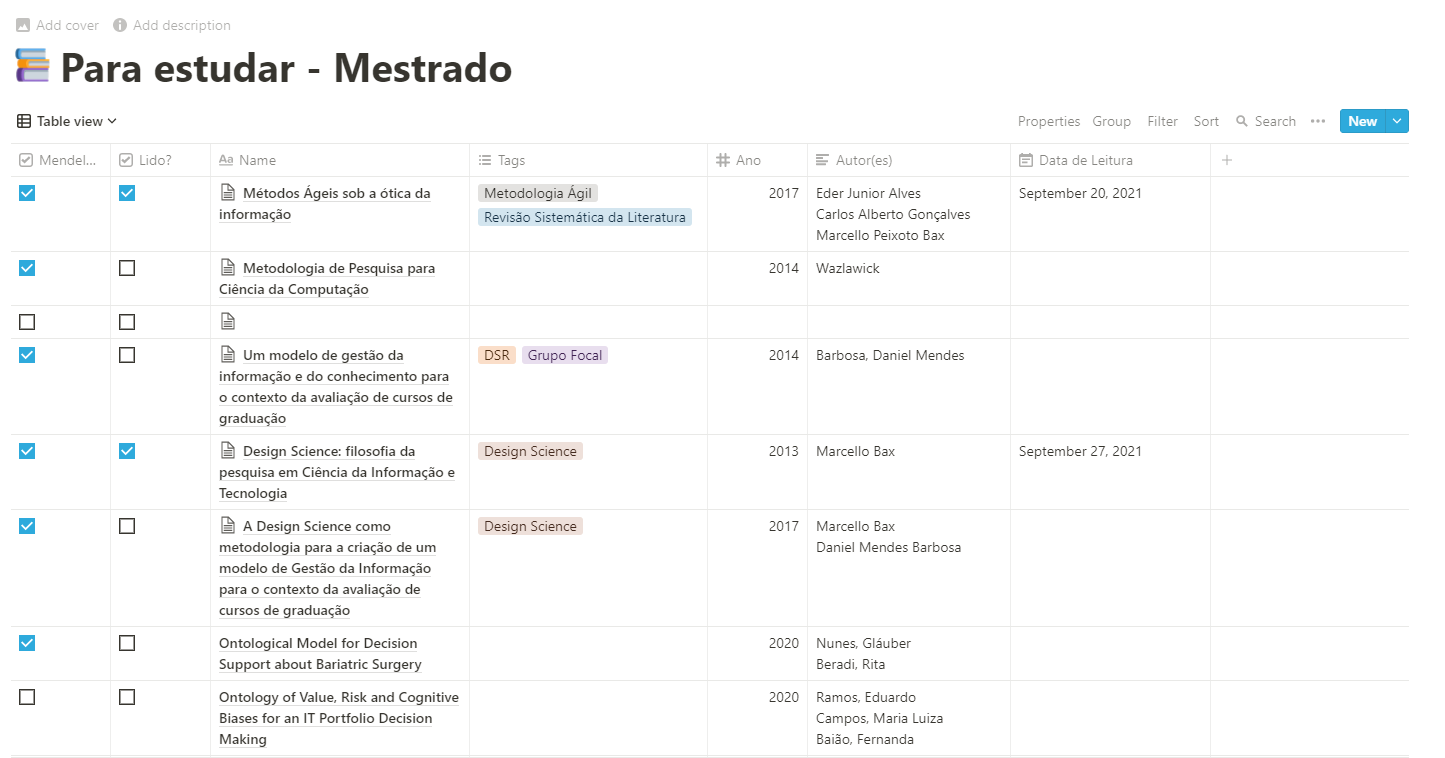 Add cover Add description
Para estudar - Mestrado
Table view Properties Group Filter Sort Search ••• New
Mendel... Lido? Aa Name Tags # Ano Autor(es) Data de Leitura +
Métodos Ágeis sob a ótica da informação Metodologia Ágil Revisão Sistemática da Literatura 2017 Eder Junior Alves Carlos Alberto Gonçalves Marcello Peixoto Bax September 20, 2021
Metodologia de Pesquisa para Ciência da Computação 2014 Wazlawick
Um modelo de gestão da informação e do conhecimento para o contexto da avaliação de cursos de graduação DSR Grupo Focal 2014 Barbosa, Daniel Mendes
Design Science: filosofia da pesquisa em Ciência da Informação e Tecnologia Design Science 2013 Marcello Bax September 27, 2021
A Design Science como metodologia para a criação de um modelo de Gestão da Informação para o contexto da avaliação de cursos de graduação Design Science 2017 Marcello Bax Daniel Mendes Barbosa
Ontological Model for Decision Support about Bariatric Surgery 2020 Nunes, Gláuber Beradi, Rita
Ontology of Value, Risk and Cognitive Biases for an IT Portfolio Decision Making 2020 Ramos, Eduardo Campos, Maria Luiza Baião, Fernanda